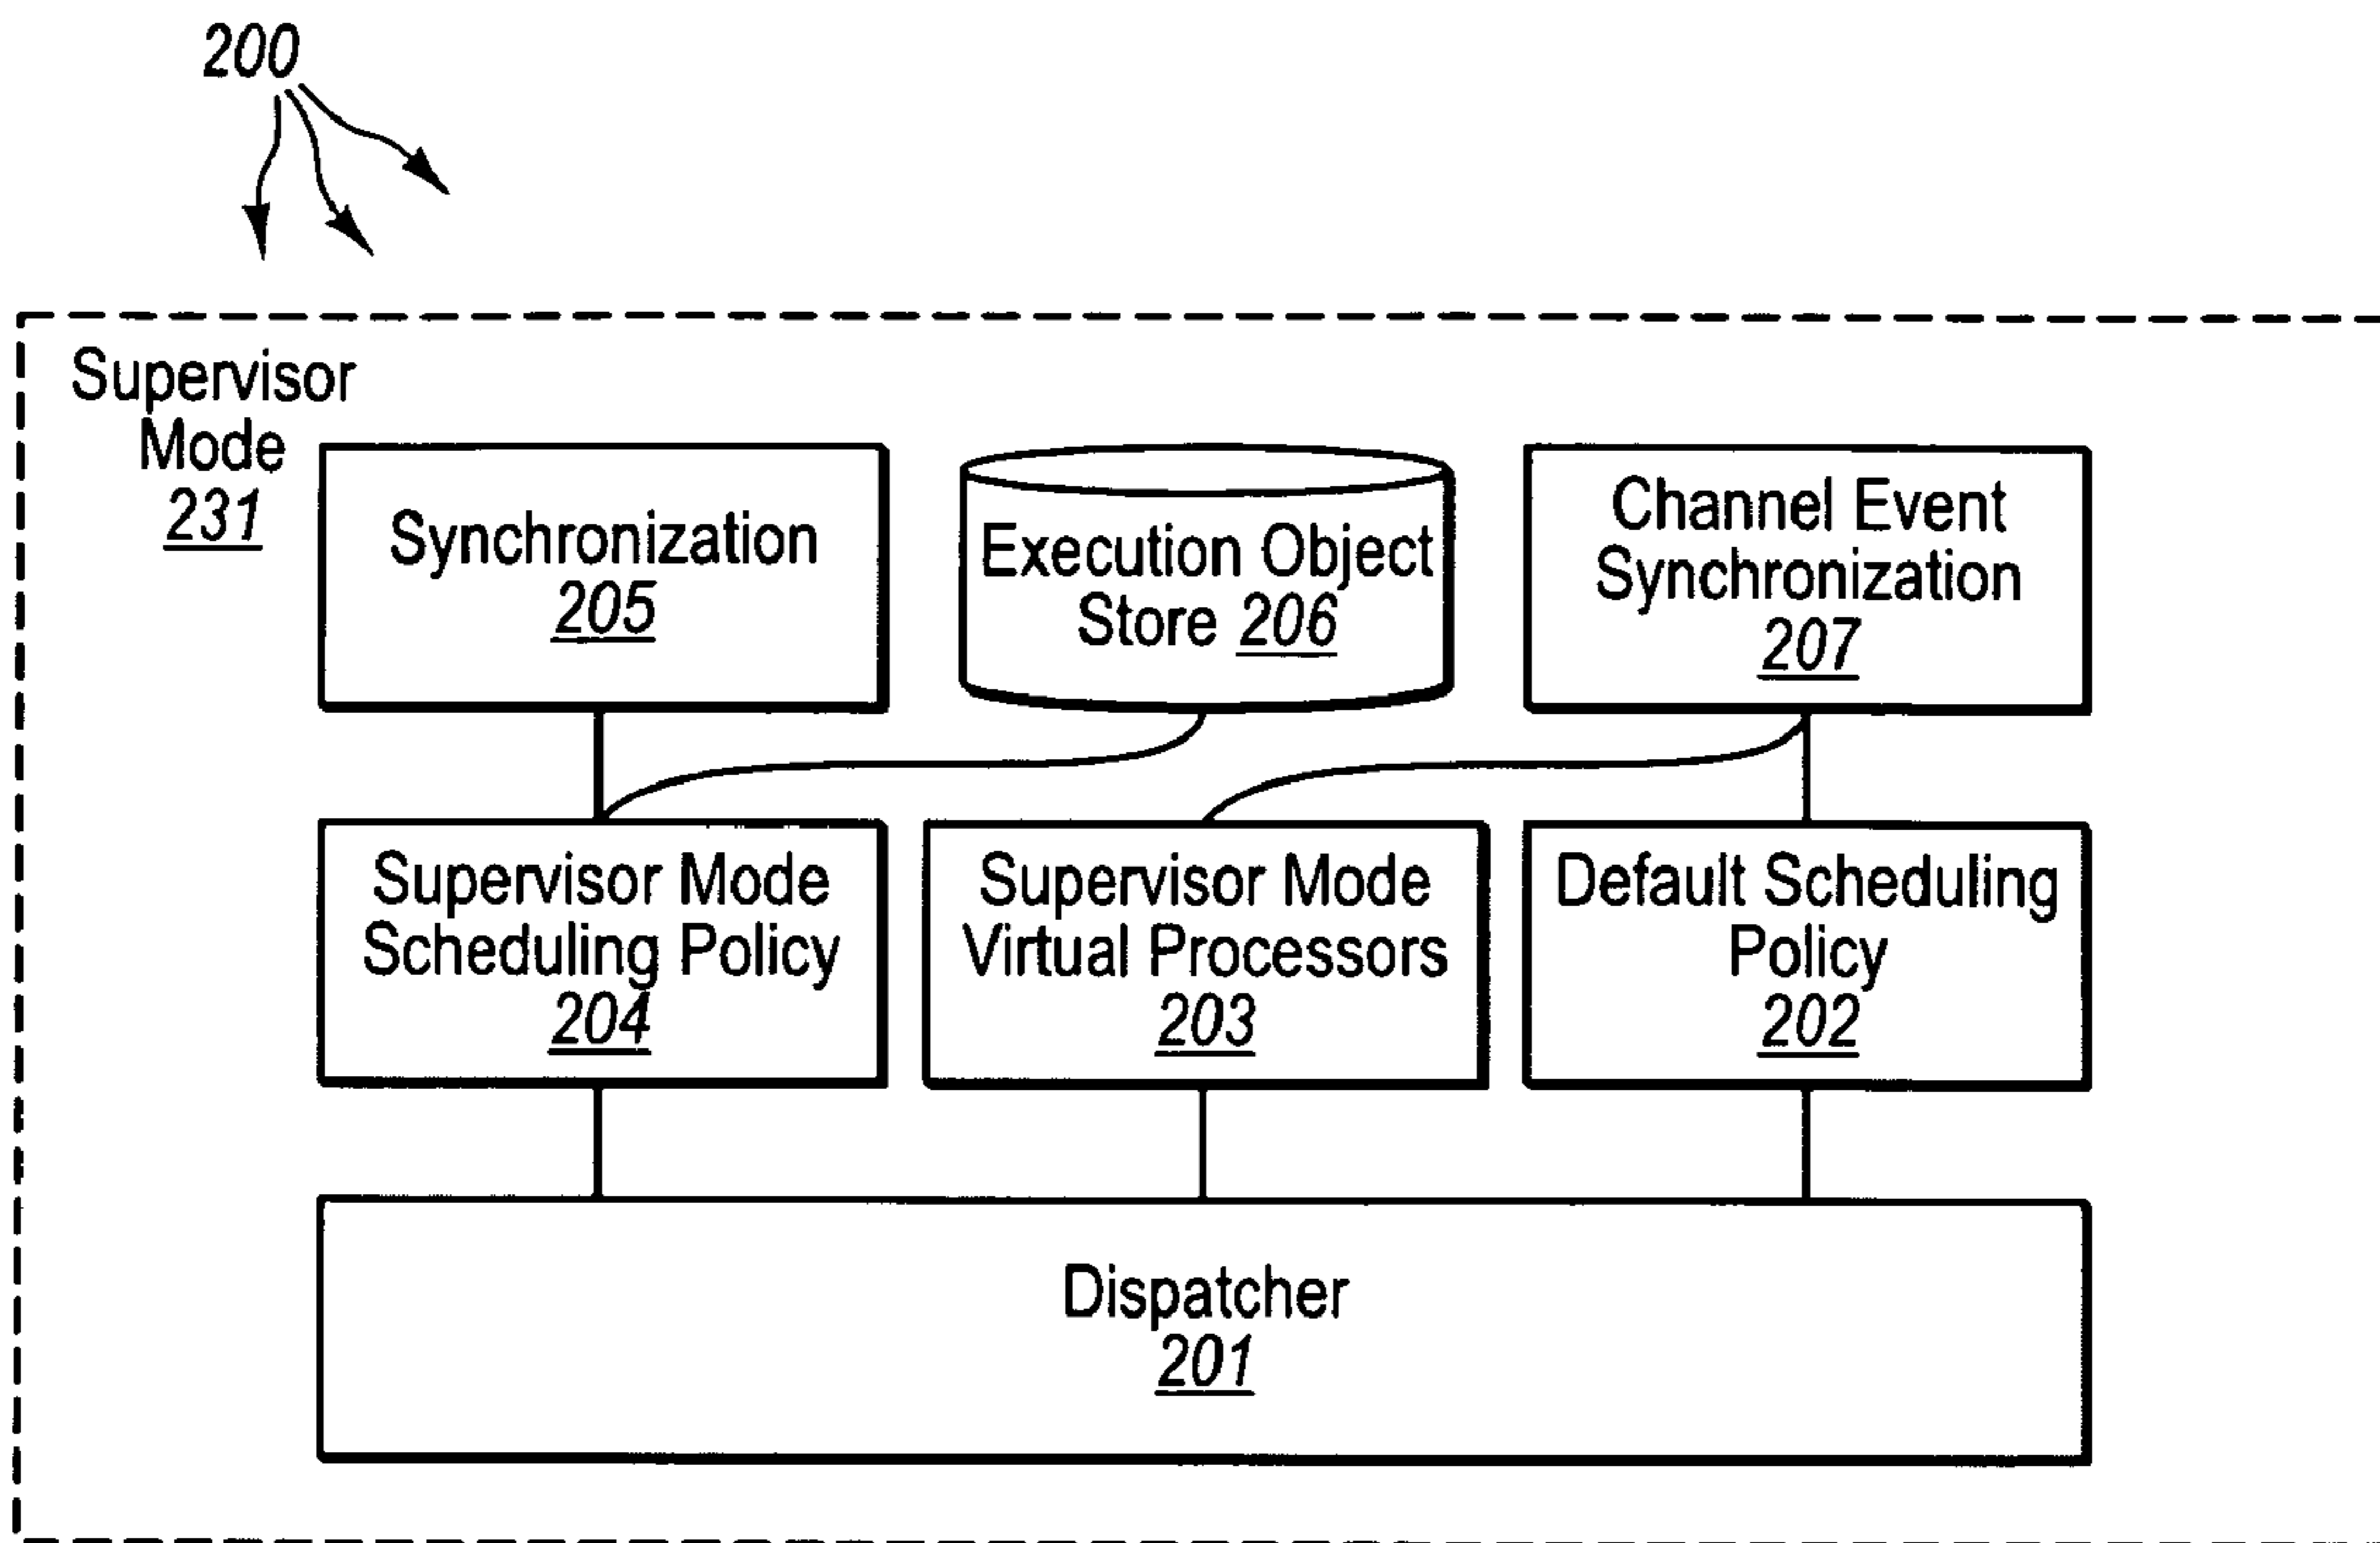 200
Supervisor
Mode
231
Synchronization
205
Execution Object
Store 206
Channel Event
Synchronization
207
Supervisor Mode
Scheduling Policy
204
Supervisor Mode
Virtual Processors
203
Default Scheduling
Policy
202
Dispatcher
201